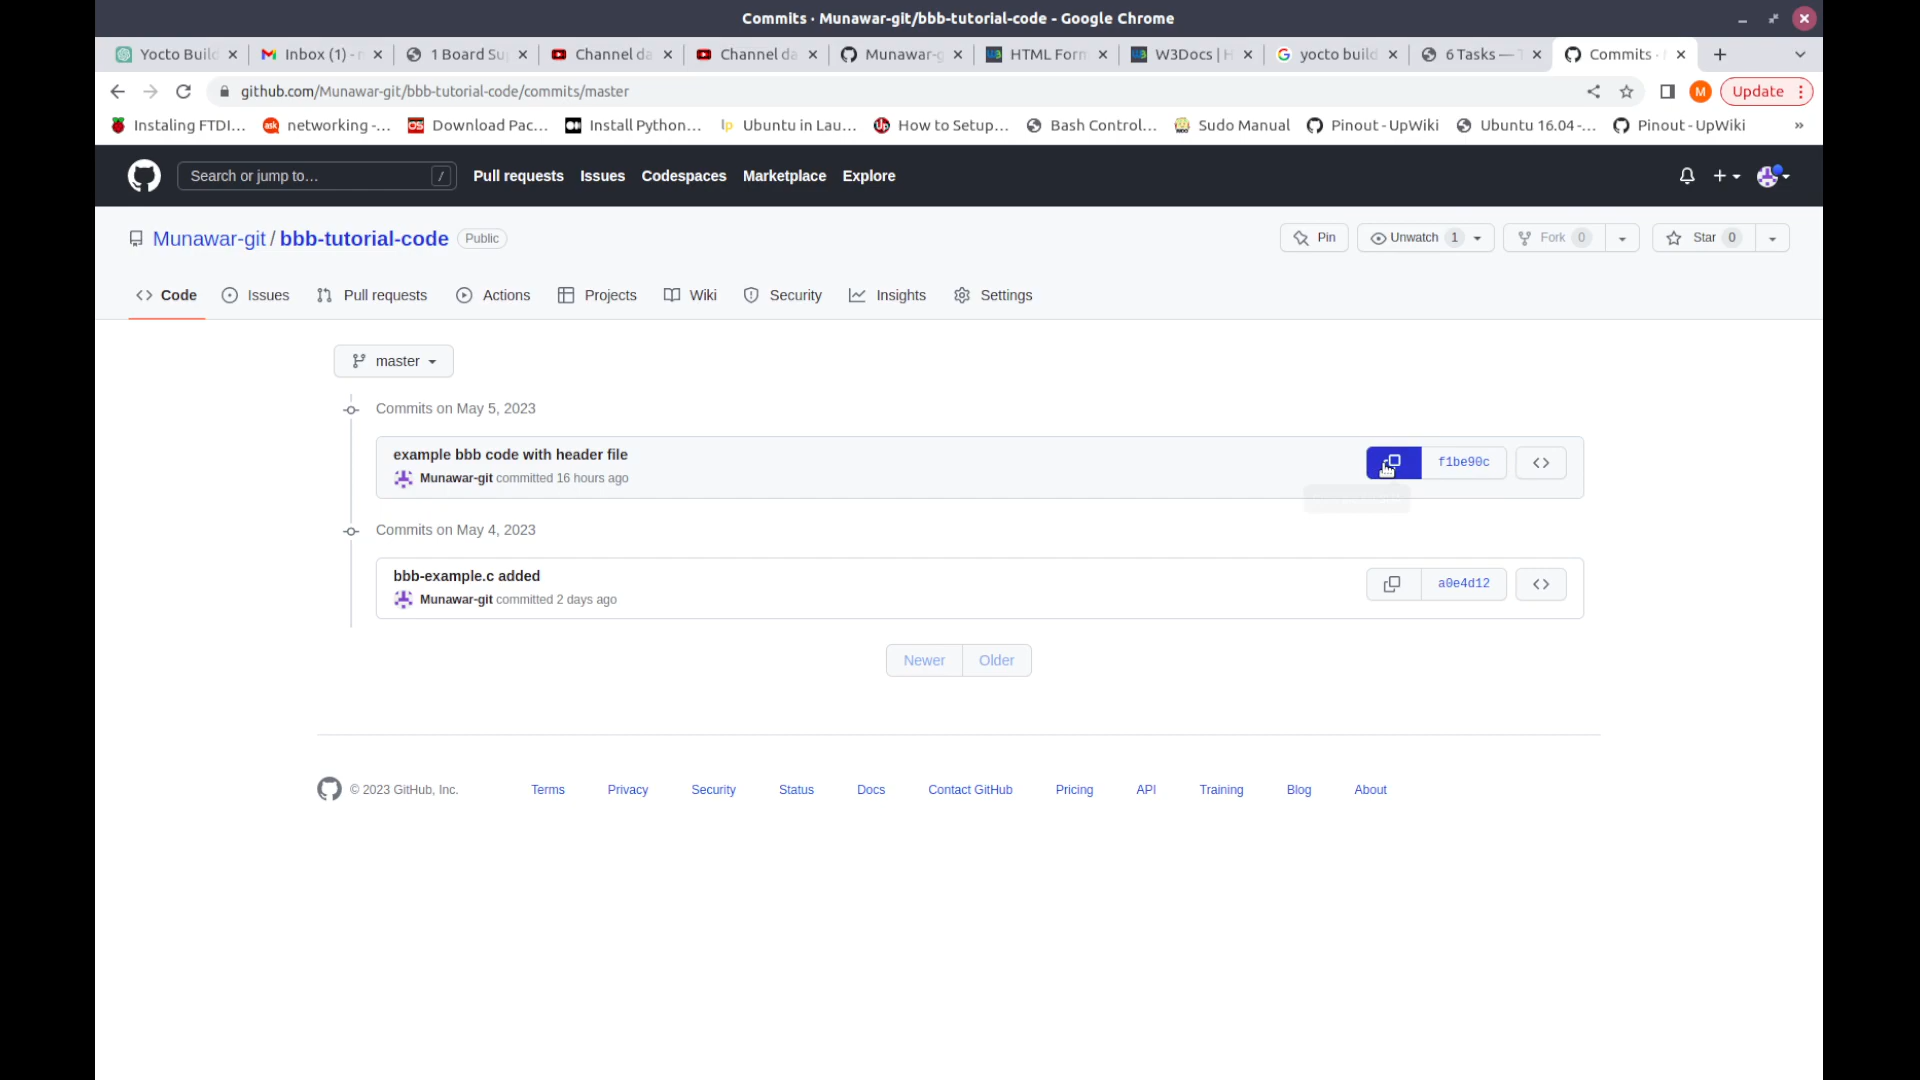 Commits · Munawar-git/bbb-tutorial-code - Google Chrome
Yocto Build Inbox (1) - 1 Board Su Channel da Channel da Munawar-g HTML Form W3Docs | H yocto build 6 Tasks — Commits ·
github.com/Munawar-git/bbb-tutorial-code/commits/master M Update
Instaling FTDI... networking -... Download Pac... Install Python... Ubuntu in Lau... How to Setup... Bash Control... Sudo Manual Pinout - UpWiki Ubuntu 16.04 -... Pinout - UpWiki »
Search or jump to... / Pull requests Issues Codespaces Marketplace Explore
Munawar-git / bbb-tutorial-code Public Pin Unwatch 1 Fork 0 Star 0
Code Issues Pull requests Actions Projects Wiki Security Insights Settings
master
Commits on May 5, 2023
example bbb code with header file
Munawar-git committed 16 hours ago
f1be90c
Commits on May 4, 2023
bbb-example.c added
Munawar-git committed 2 days ago
a0e4d12
Newer Older
© 2023 GitHub, Inc. Terms Privacy Security Status Docs Contact GitHub Pricing API Training Blog About